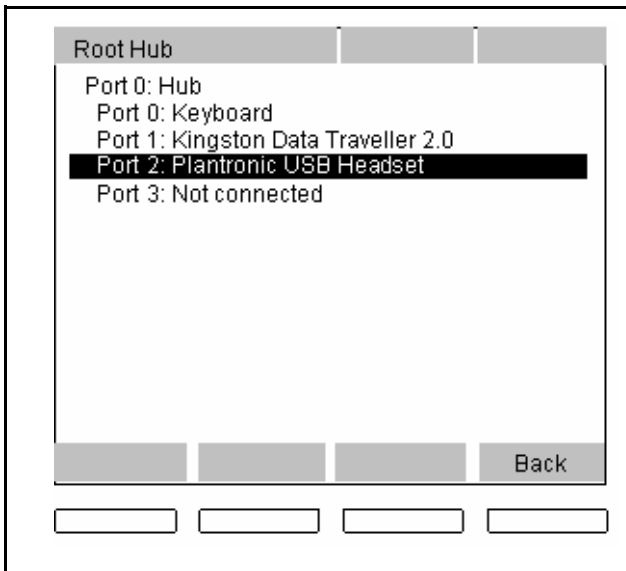 Root Hub
Port 0: Hub
Port 0: Keyboard
Port 1: Kingston Data Traveller 2.0
Port 2: Plantronic USB Headset
Port 3: Not connected
Back